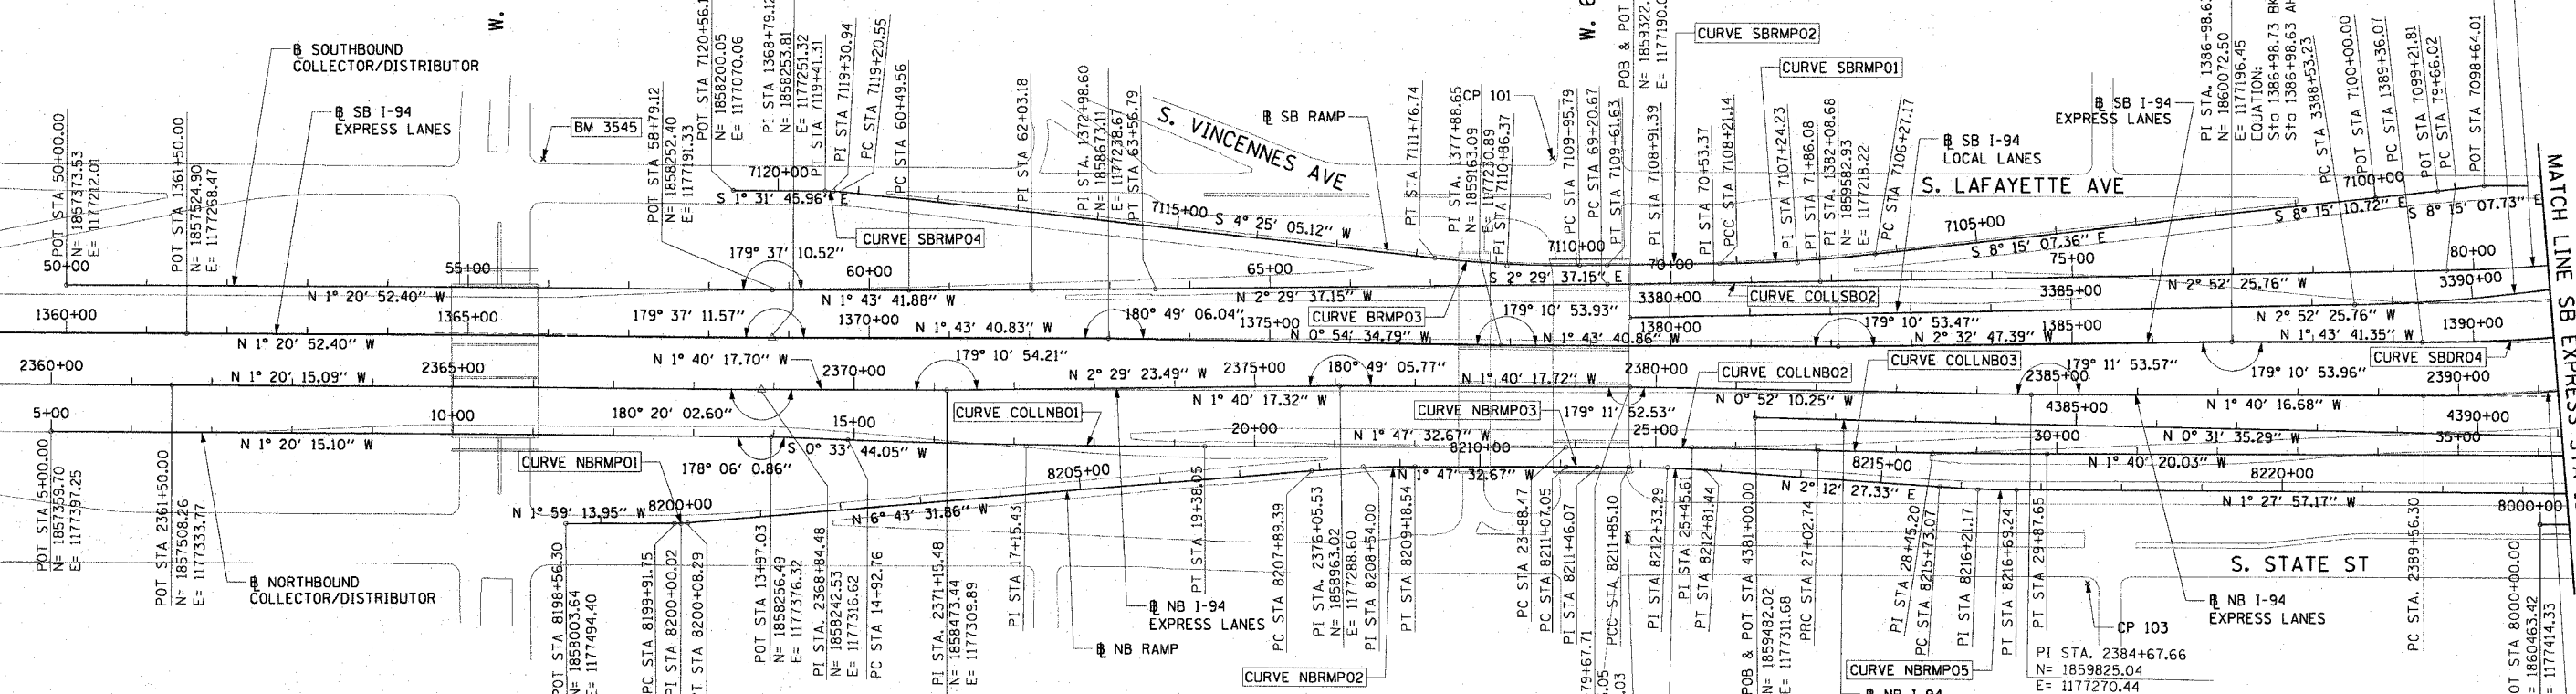 W.
℄ SOUTHBOUND
COLLECTOR/DISTRIBUTOR
℄ SB I-94
EXPRESS LANES
BM 3545
POT STA 50+00.00
N= 1857373.53
E= 1177212.01
POT STA 1361+50.00
N= 1857524.90
E= 1177268.47
POT STA 58+79.12
N= 1858252.40
E= 1177191.33
POT STA 7120+56.1
N= 1858200.05
E= 1177070.06
PI STA 1368+79.12
N= 1858253.81
E= 1177251.32
PT STA 7119+41.31
PI STA 7119+30.94
PC STA 7119+20.55
PC STA 60+49.56
PI STA 62+03.18
PI STA. 1372+98.60
N= 1858673.11
E= 1177238.67
PT STA 63+56.79
S. VINCENNES AVE
℄ SB RAMP
PT STA 7111+76.74
PI STA. 1377+88.65
N= 1859163.09
E= 1177230.89
PI STA 7110+86.37
CP 101
PC STA 7109+95.79
PC STA 69+20.67
PT STA 7109+61.63
W. 6
POB & POT
N= 1859322.
E= 1177190.0
PI STA 7108+91.39
CURVE SBRMP02
PI STA 70+53.37
PCC STA 7108+21.14
CURVE SBRMP01
PI STA 7107+24.23
PT STA 71+86.08
PI STA. 1382+08.68
N= 1859582.93
E= 1177218.22
PC STA 7106+27.17
℄ SB I-94
LOCAL LANES
S. LAFAYETTE AVE
℄ SB I-94
EXPRESS LANES
PI STA. 1386+98.63
N= 1860072.50
E= 1177196.45
EQUATION:
Sta 1386+98.73 BK
Sta 1386+98.63 AH
PC STA 3388+53.23
POT STA 7100+00.00
PC STA 1389+36.07
POT STA 7099+21.81
PC STA 79+66.02
POT STA 7098+64.01
MATCH LINE SB EXPRESS
7120+00
S 1° 31' 45.96" E
CURVE SBRMP04
7115+00
S 4° 25' 05.12" W
7110+00
S 2° 29' 37.15" E
7105+00
S 8° 15' 07.36" E
7100+00
S 8° 15' 10.72" E
S 8° 15' 07.73" E
50+00
55+00
179° 37' 10.52"
60+00
65+00
70+00
75+00
80+00
N 1° 20' 52.40" W
N 1° 43' 41.88" W
N 2° 29' 37.15" W
CURVE COLLSB02
N 2° 52' 25.76" W
3380+00
3385+00
3390+00
N 2° 52' 25.76" W
1360+00
1365+00
179° 37' 11.57"
1370+00
N 1° 43' 40.83" W
180° 49' 06.04"
1375+00
CURVE BRMP03
N 0° 54' 34.79" W
179° 10' 53.93"
N 1° 43' 40.86" W
1380+00
179° 10' 53.47"
N 2° 32' 47.39" W
1385+00
1390+00
N 1° 43' 41.35" W
N 1° 20' 52.40" W
CURVE SBDR04
2360+00
N 1° 20' 15.09" W
2365+00
N 1° 40' 17.70" W
2370+00
179° 10' 54.21"
N 2° 29' 23.49" W
2375+00
180° 49' 05.77"
N 1° 40' 17.32" W
N 1° 40' 17.72" W
2380+00
CURVE COLLNB02
N 0° 52' 10.25" W
CURVE COLLNB03
2385+00
179° 11' 53.57"
179° 10' 53.96"
N 1° 40' 16.68" W
2390+00
4385+00
4390+00
N 0° 31' 35.29" W
5+00
N 1° 20' 15.10" W
10+00
180° 20' 02.60"
15+00
S 0° 33' 44.05" W
CURVE COLLNB01
20+00
CURVE NBRMP03
179° 11' 52.53"
N 1° 47' 32.67" W
25+00
30+00
N 1° 40' 20.03" W
35+00
CURVE NBRMP01
178° 06' 0.86"
N 1° 59' 13.95" W
8200+00
N 6° 43' 31.86" W
8205+00
8210+00
N 1° 47' 32.67" W
8215+00
N 2° 12' 27.33" E
8220+00
N 1° 27' 57.17" W
8000+00
POT STA 5+00.00
N= 1857359.70
E= 1177397.25
POT STA 2361+50.00
N= 1857508.26
E= 1177333.77
℄ NORTHBOUND
COLLECTOR/DISTRIBUTOR
POT STA 8198+56.30
N= 1858003.64
E= 1177494.40
PC STA 8199+91.75
PI STA 8200+00.02
PT STA 8200+08.29
POT STA 13+97.03
N= 1858256.49
E= 1177376.32
PI STA. 2368+84.48
N= 1858242.53
E= 1177316.62
PC STA 14+92.76
PI STA. 2371+15.48
N= 1858473.44
E= 1177309.89
PI STA 17+15.43
℄ NB RAMP
℄ NB I-94
EXPRESS LANES
PT STA 19+38.05
PC STA 8207+89.39
PI STA. 2376+05.53
N= 1858963.02
E= 1177288.60
PI STA 8208+54.00
PT STA 8209+18.54
CURVE NBRMP02
PC STA 23+88.47
PC STA 8211+07.05
PI STA 8211+46.07
79+67.71
.05
.03
PCC STA 8211+85.10
PI STA 8212+33.29
PI STA 25+45.61
PT STA 8212+81.44
POB & POT STA 4381+00.00
N= 1859482.02
E= 1177311.68
PRC STA 27+02.74
CURVE NBRMP05
℄ NB I-94
PI STA 28+45.20
PC STA 8215+73.07
PI STA 8216+21.17
PT STA 8216+69.24
PT STA 29+87.65
CP 103
PI STA. 2384+67.66
N= 1859825.04
E= 1177270.44
℄ NB I-94
EXPRESS LANES
S. STATE ST
PC STA. 2389+56.30
OT STA 8000+00.00
=1860463.42
=1177414.33